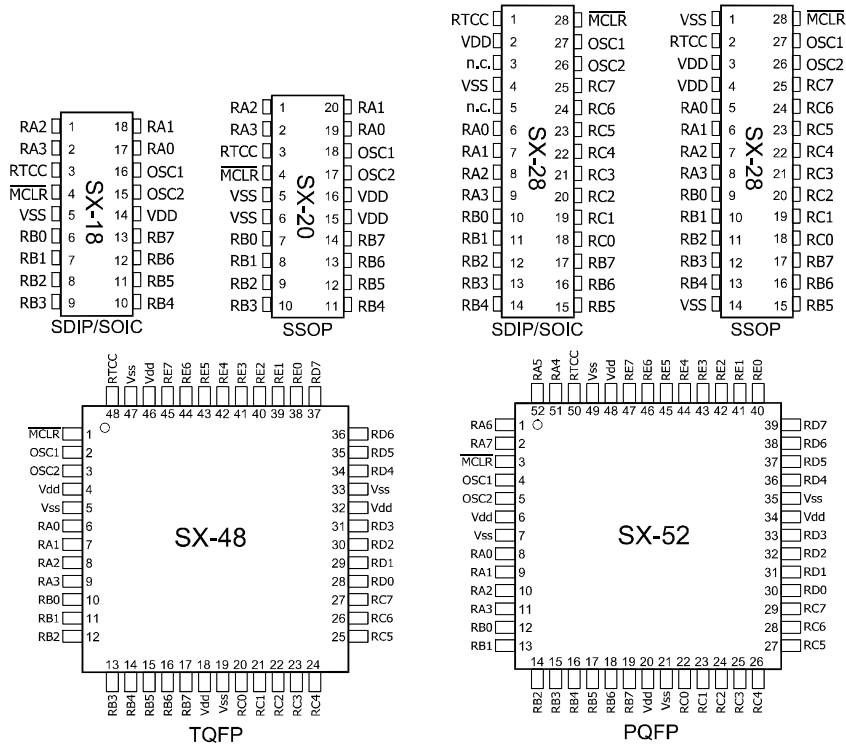 RTCC 1 28 MCLR
VDD 2 27 OSC1
n.c. 3 26 OSC2
VSS 4 25 RC7
n.c. 5 24 RC6
RA0 6 23 RC5
RA1 7 22 RC4
RA2 8 21 RC3
RA3 9 20 RC2
RB0 10 19 RC1
RB1 11 18 RC0
RB2 12 17 RB7
RB3 13 16 RB6
RB4 14 15 RB5
SX-28
SDIP/SOIC
VSS 1 28 MCLR
RTCC 2 27 OSC1
VDD 3 26 OSC2
VDD 4 25 RC7
RA0 5 24 RC6
RA1 6 23 RC5
RA2 7 22 RC4
RA3 8 21 RC3
RB0 9 20 RC2
RB1 10 19 RC1
RB2 11 18 RC0
RB3 12 17 RB7
RB4 13 16 RB6
VSS 14 15 RB5
SX-28
SSOP
RA2 1 18 RA1
RA3 2 17 RA0
RTCC 3 16 OSC1
MCLR 4 15 OSC2
VSS 5 14 VDD
RB0 6 13 RB7
RB1 7 12 RB6
RB2 8 11 RB5
RB3 9 10 RB4
SX-18
SDIP/SOIC
RA2 1 20 RA1
RA3 2 19 RA0
RTCC 3 18 OSC1
MCLR 4 17 OSC2
VSS 5 16 VDD
VSS 6 15 VDD
RB0 7 14 RB7
RB1 8 13 RB6
RB2 9 12 RB5
RB3 10 11 RB4
SX-20
SSOP
RTCC Vss Vdd RE7 RE6 RE5 RE4 RE3 RE2 RE1 RE0 RD7
48 47 46 45 44 43 42 41 40 39 38 37
MCLR 1 36 RD6
OSC1 2 35 RD5
OSC2 3 34 RD4
Vdd 4 33 Vss
Vss 5 32 Vdd
RA0 6 31 RD3
RA1 7 30 RD2
RA2 8 29 RD1
RA3 9 28 RD0
RB0 10 27 RC7
RB1 11 26 RC6
RB2 12 25 RC5
SX-48
13 14 15 16 17 18 19 20 21 22 23 24
RB3 RB4 RB5 RB6 RB7 Vdd Vss RC0 RC1 RC2 RC3 RC4
TQFP
RA5 RA4 RTCC Vss Vdd RE7 RE6 RE5 RE4 RE3 RE2 RE1 RE0
52 51 50 49 48 47 46 45 44 43 42 41 40
RA6 1 39 RD7
RA7 2 38 RD6
MCLR 3 37 RD5
OSC1 4 36 RD4
OSC2 5 35 Vss
Vdd 6 34 Vdd
Vss 7 33 RD3
RA0 8 32 RD2
RA1 9 31 RD1
RA2 10 30 RD0
RA3 11 29 RC7
RB0 12 28 RC6
RB1 13 27 RC5
SX-52
14 15 16 17 18 19 20 21 22 23 24 25 26
RB2 RB3 RB4 RB5 RB6 RB7 Vdd Vss RC0 RC1 RC2 RC3 RC4
PQFP